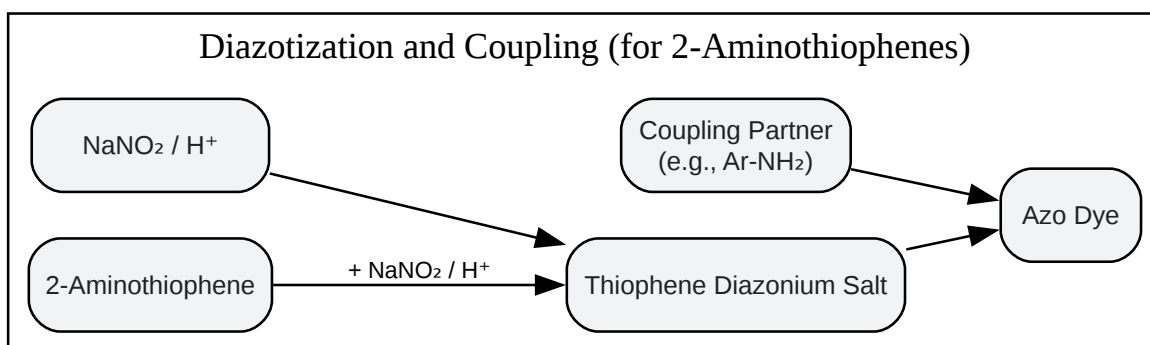 Diazotization and Coupling (for 2-Aminothiophenes)
NaNO₂ / H⁺
Coupling Partner
(e.g., Ar-NH₂)
Azo Dye
2-Aminothiophene
+ NaNO₂ / H⁺
Thiophene Diazonium Salt